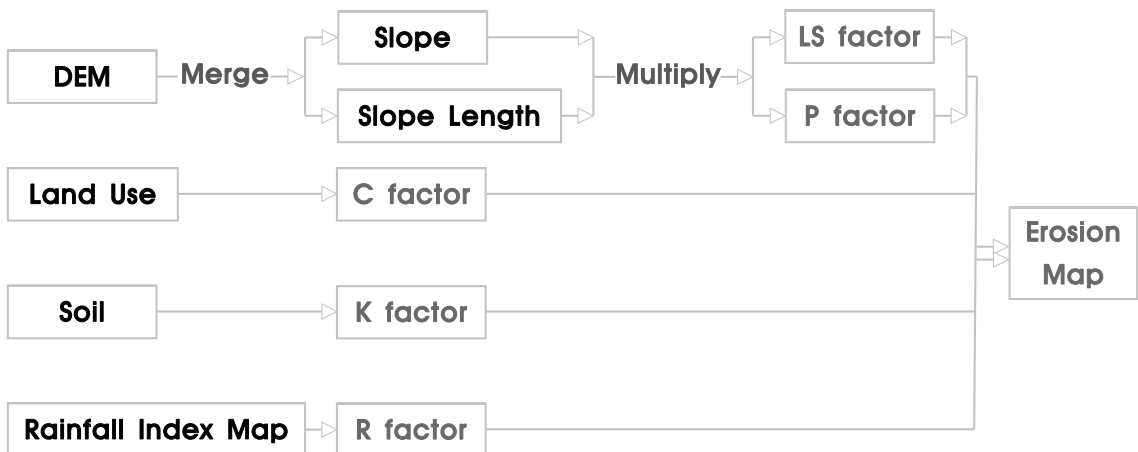 DEM
Merge
Slope
Slope Length
Multiply
LS factor
P factor
Land Use
C factor
Erosion
Map
Soil
K factor
Rainfall Index Map
R factor